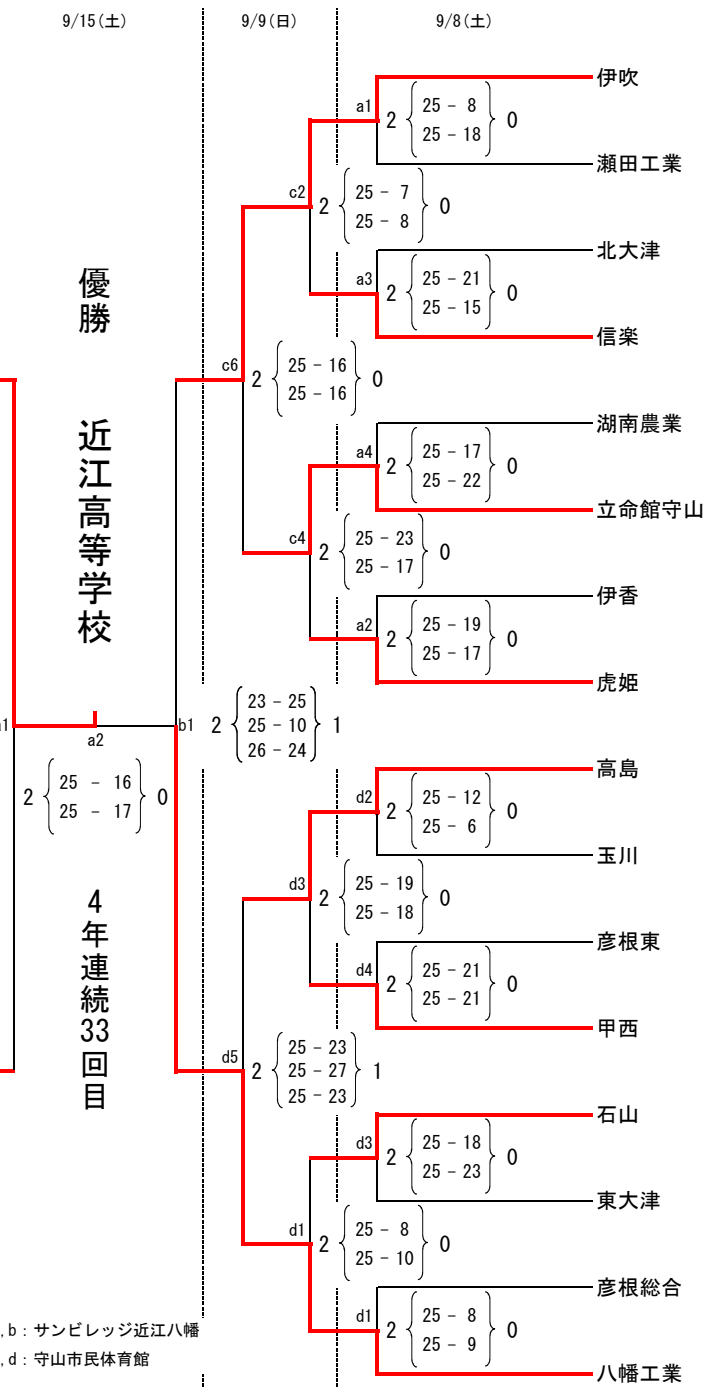 9/15(土) 9/9(日) 9/8(土)
伊吹
a1 2 25 - 8 0
25 - 18
瀬田工業
c2 2 25 - 7 0
25 - 8
北大津
a3 2 25 - 21 0
25 - 15
信楽
c6 2 25 - 16 0
25 - 16
湖南農業
a4 2 25 - 17 0
25 - 22
立命館守山
c4 2 25 - 23 0
25 - 17
伊香
a2 2 25 - 19 0
25 - 17
虎姫
b1 2 23 - 25 1
25 - 10
26 - 24
高島
d2 2 25 - 12 0
25 - 6
玉川
d3 2 25 - 19 0
25 - 18
彦根東
d4 2 25 - 21 0
25 - 21
甲西
d5 2 25 - 23 1
25 - 27
25 - 23
石山
d3 2 25 - 18 0
25 - 23
東大津
d1 2 25 - 8 0
25 - 10
彦根総合
d1 2 25 - 8 0
25 - 9
八幡工業
優勝
近江高等学校
4年連続33回目
a1
a2
2 25 - 16 0
25 - 17
,b：サンビレッジ近江八幡
,d：守山市民体育館